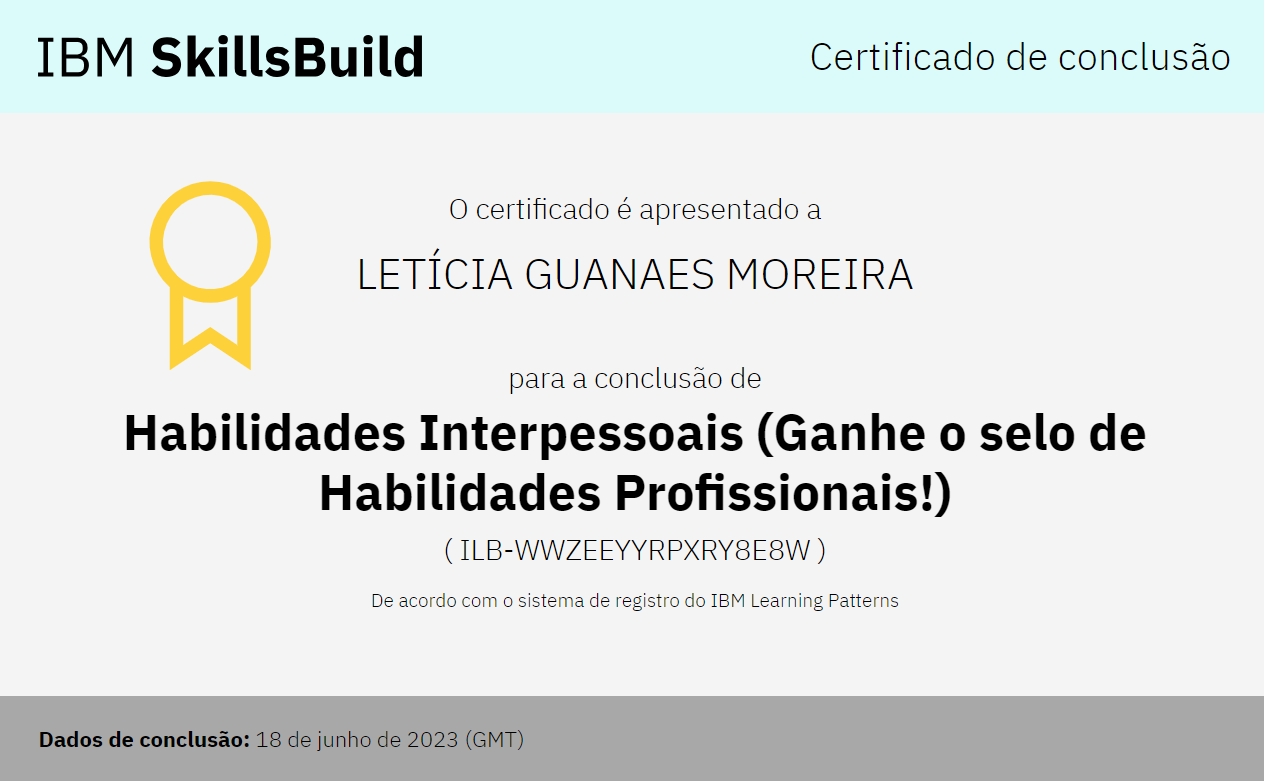 IBM SkillsBuild
Certificado de conclusão
O certificado é apresentado a
LETÍCIA GUANAES MOREIRA
para a conclusão de
Habilidades Interpessoais (Ganhe o selo de
Habilidades Profissionais!)
( ILB-WWZEEYYRPXRY8E8W )
De acordo com o sistema de registro do IBM Learning Patterns
Dados de conclusão: 18 de junho de 2023 (GMT)